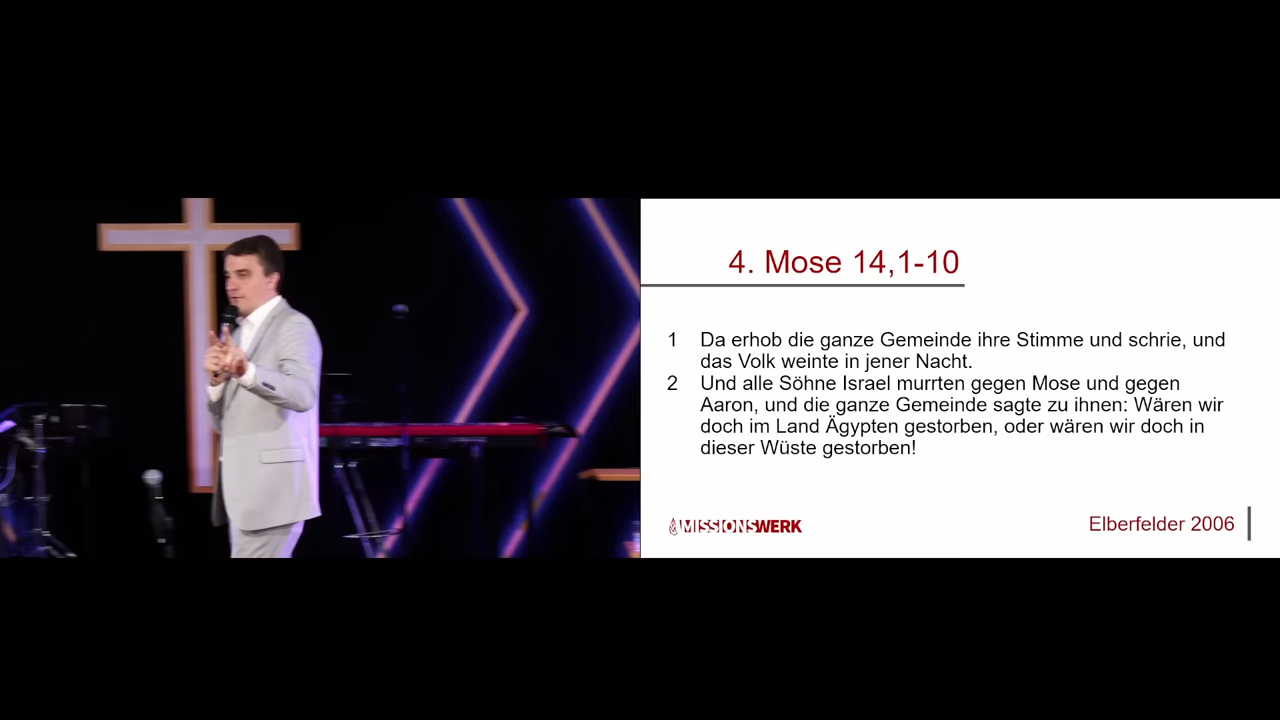 4. Mose 14,1-10
1 Da erhob die ganze Gemeinde ihre Stimme und schrie, und
das Volk weinte in jener Nacht.
2 Und alle Söhne Israel murrten gegen Mose und gegen
Aaron, und die ganze Gemeinde sagte zu ihnen: Wären wir
doch im Land Ägypten gestorben, oder wären wir doch in
dieser Wüste gestorben!
MISSIONSWERK
Elberfelder 2006